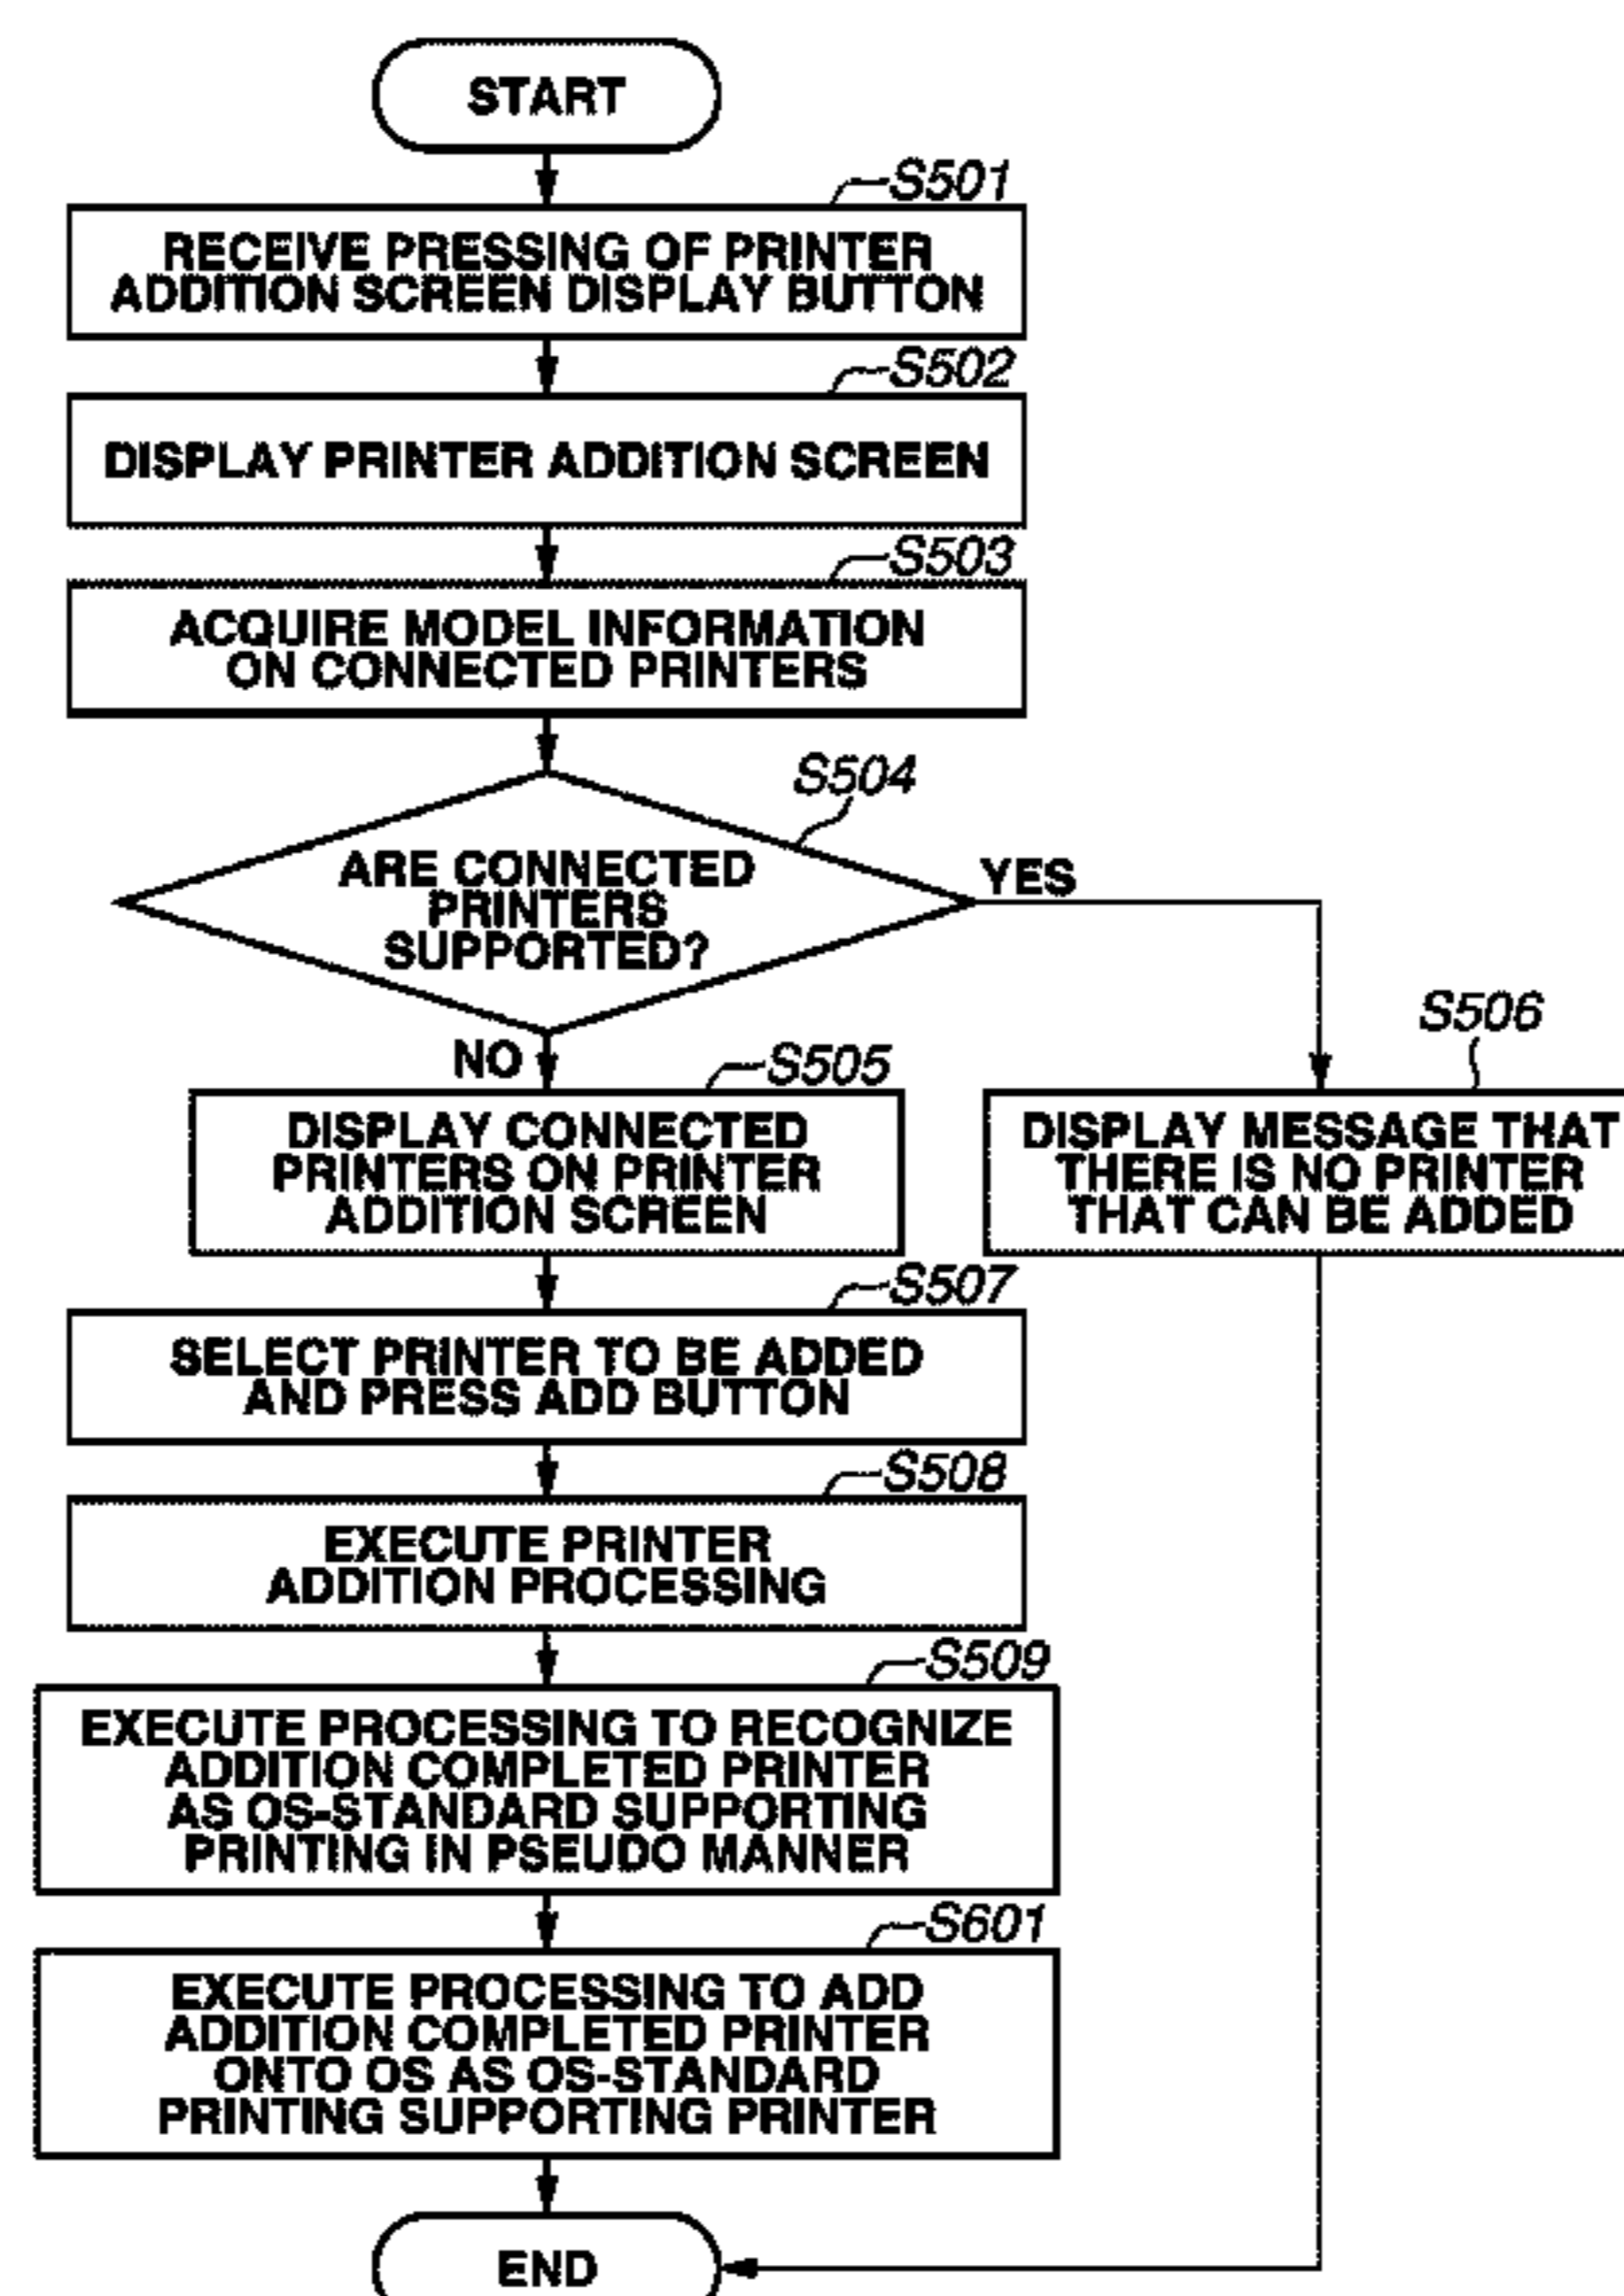 START
S501
RECEIVE PRESSING OF PRINTER
ADDITION SCREEN DISPLAY BUTTON
S502
DISPLAY PRINTER ADDITION SCREEN
S503
ACQUIRE MODEL INFORMATION
ON CONNECTED PRINTERS
S504
ARE CONNECTED
PRINTERS
SUPPORTED?
YES
NO
S505
DISPLAY CONNECTED
PRINTERS ON PRINTER
ADDITION SCREEN
S506
DISPLAY MESSAGE THAT
THERE IS NO PRINTER
THAT CAN BE ADDED
S507
SELECT PRINTER TO BE ADDED
AND PRESS ADD BUTTON
S508
EXECUTE PRINTER
ADDITION PROCESSING
S509
EXECUTE PROCESSING TO RECOGNIZE
ADDITION COMPLETED PRINTER
AS OS-STANDARD SUPPORTING
PRINTING IN PSEUDO MANNER
S601
EXECUTE PROCESSING TO ADD
ADDITION COMPLETED PRINTER
ONTO OS AS OS-STANDARD
PRINTING SUPPORTING PRINTER
END